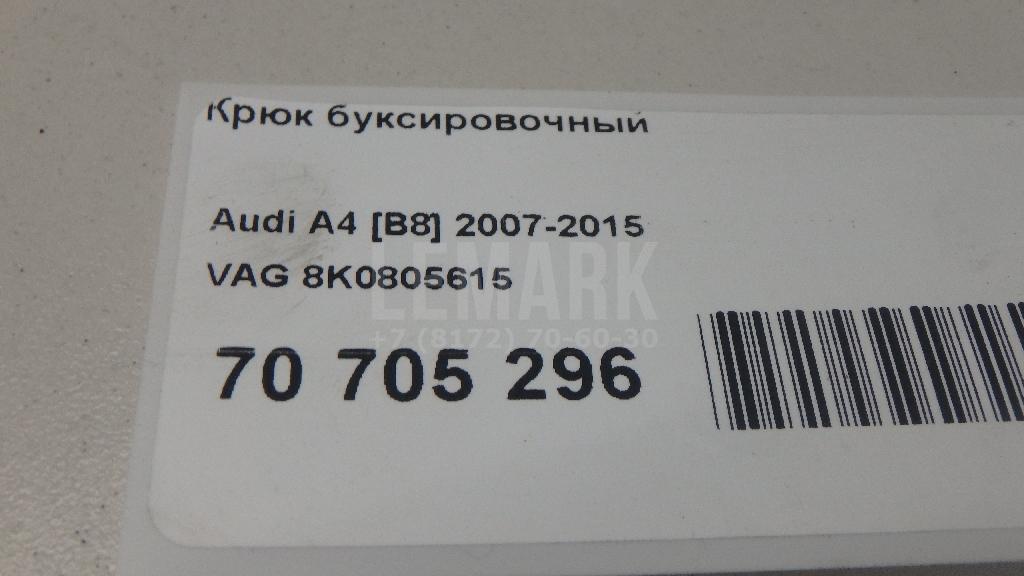 Крюк буксировочный
Audi A4 [B8] 2007-2015
VAG 8K0805615
LEMARK
+7 (8172) 70-60-30
70 705 296